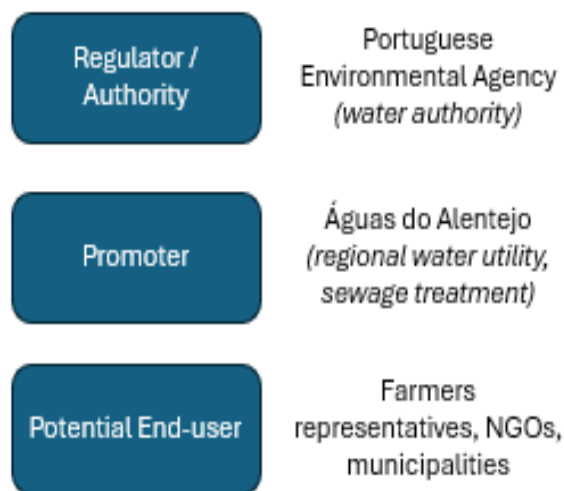 Regulator /
Authority
Portuguese
Environmental Agency
(water authority)
Promoter
Águas do Alentejo
(regional water utility,
sewage treatment)
Potential End-user
Farmers
representatives, NGOs,
municipalities